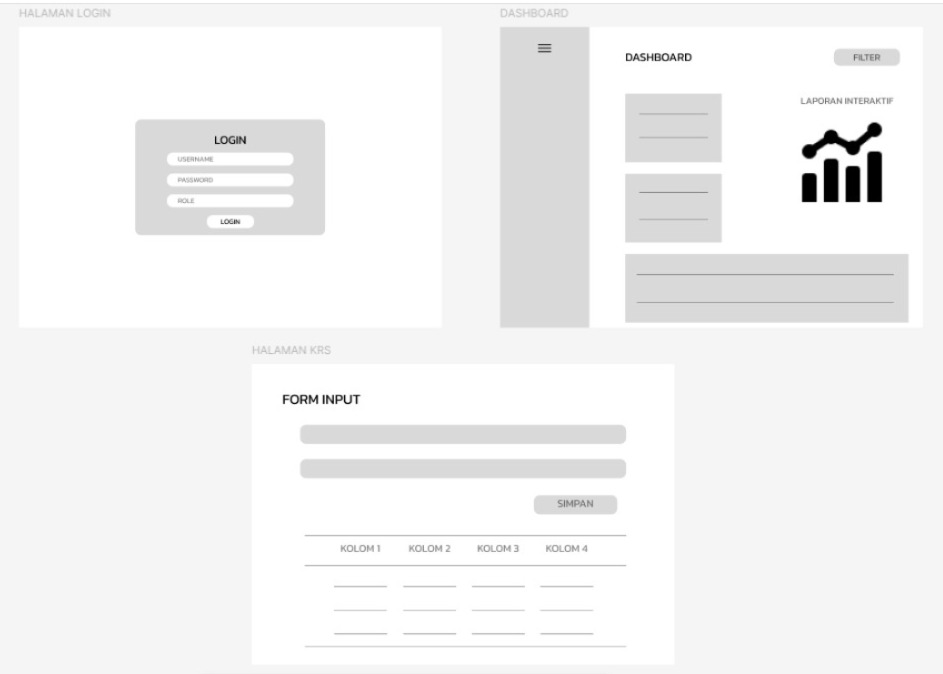 HALAMAN LOGIN
LOGIN
USERNAME
PASSWORD
ROLE
LOGIN
DASHBOARD
DASHBOARD
FILTER
LAPORAN INTERAKTIF
HALAMAN KRS
FORM INPUT
SIMPAN
KOLOM 1 KOLOM 2 KOLOM 3 KOLOM 4